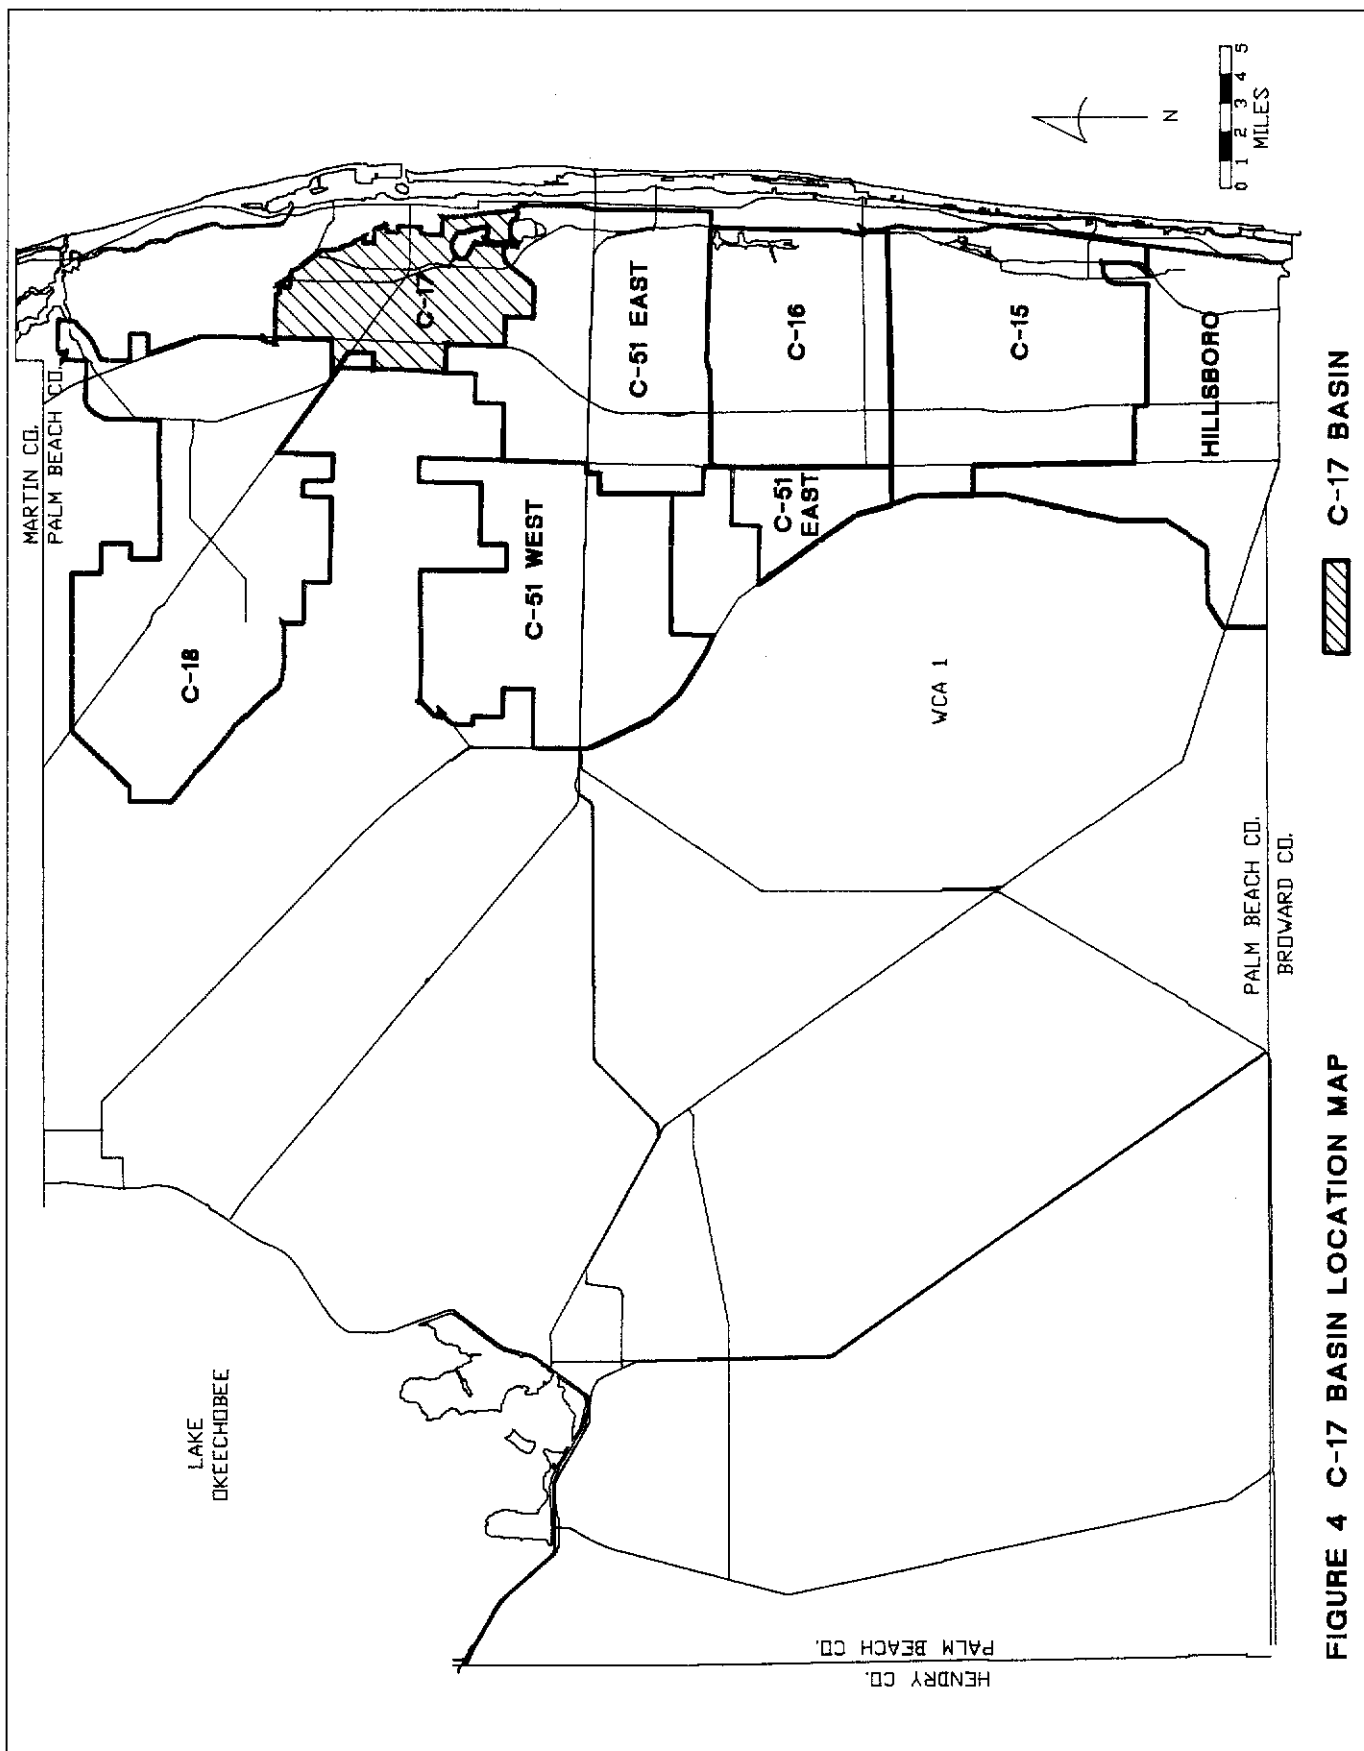 MARTIN CO.
PALM BEACH CO.
LAKE
OKEECHOBEE
C-18
C-17
C-51 WEST
C-51 EAST
C-51
EAST
C-16
C-15
WCA 1
HILLSBORO
HENDRY CO.
PALM BEACH CO.
PALM BEACH CO.
BROWARD CO.
N
0 1 2 3 4 5
MILES
FIGURE 4 C-17 BASIN LOCATION MAP
C-17 BASIN